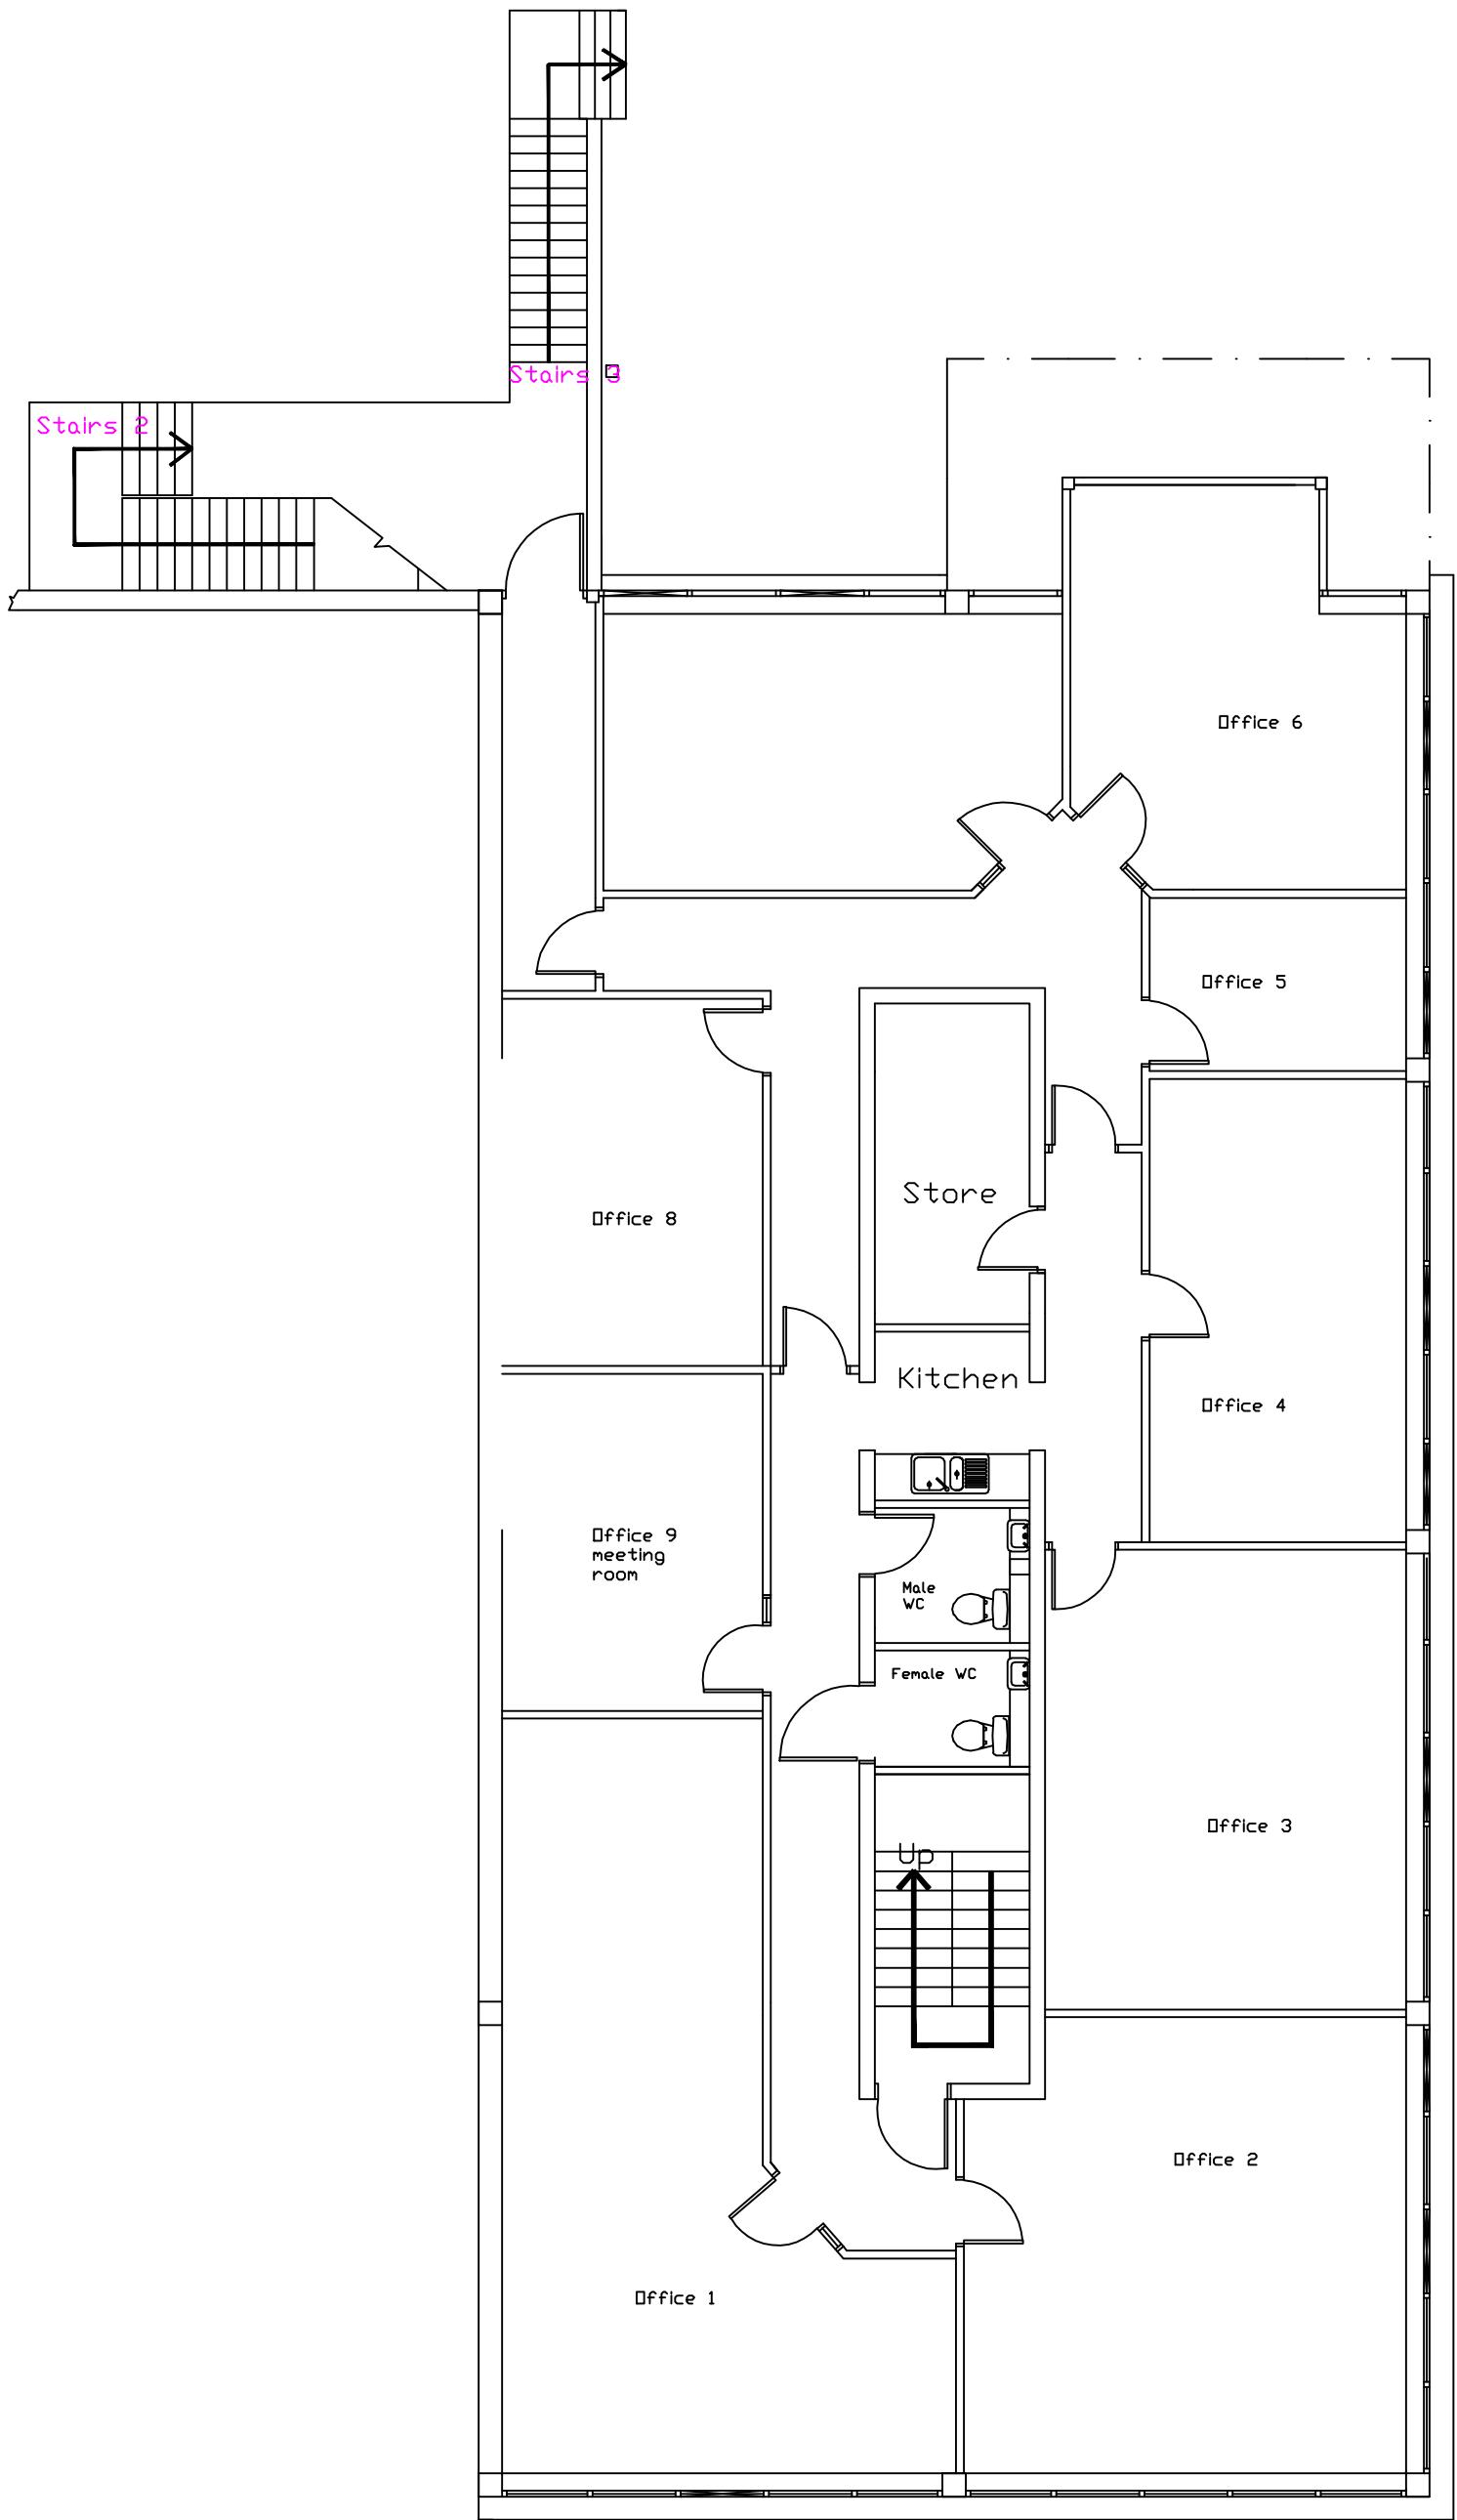 Stairs 3
Stairs 2
Office 6
Office 5
Store
Office 8
Kitchen
Office 4
Office 9
meeting
room
Male
WC
Female WC
Office 3
Up
Office 2
Office 1